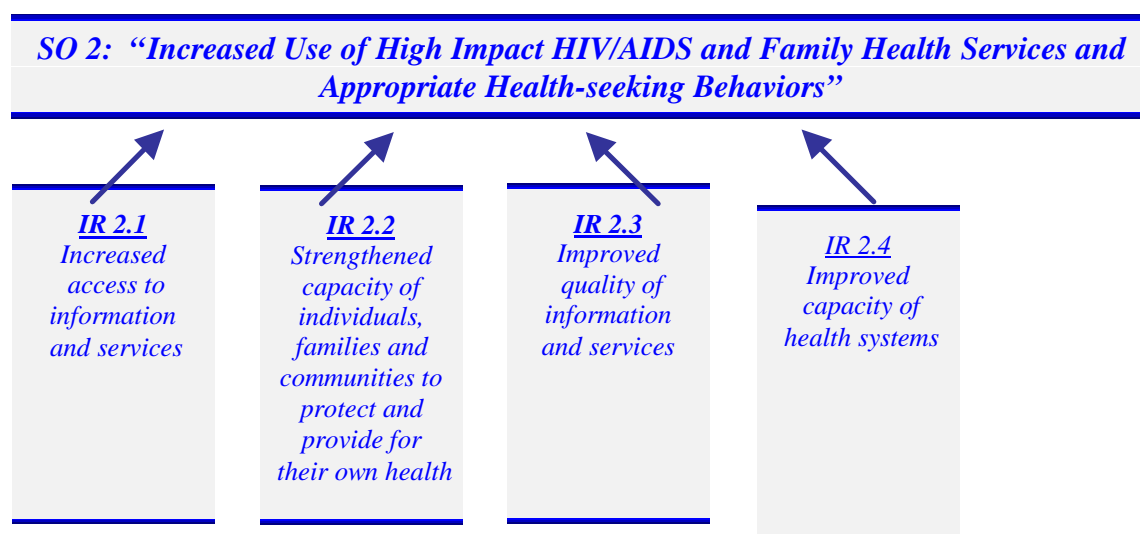 SO 2: “Increased Use of High Impact HIV/AIDS and Family Health Services and
Appropriate Health-seeking Behaviors”
IR 2.1
Increased
access to
information
and services
IR 2.2
Strengthened
capacity of
individuals,
families and
communities to
protect and
provide for
their own health
IR 2.3
Improved
quality of
information
and services
IR 2.4
Improved
capacity of
health systems